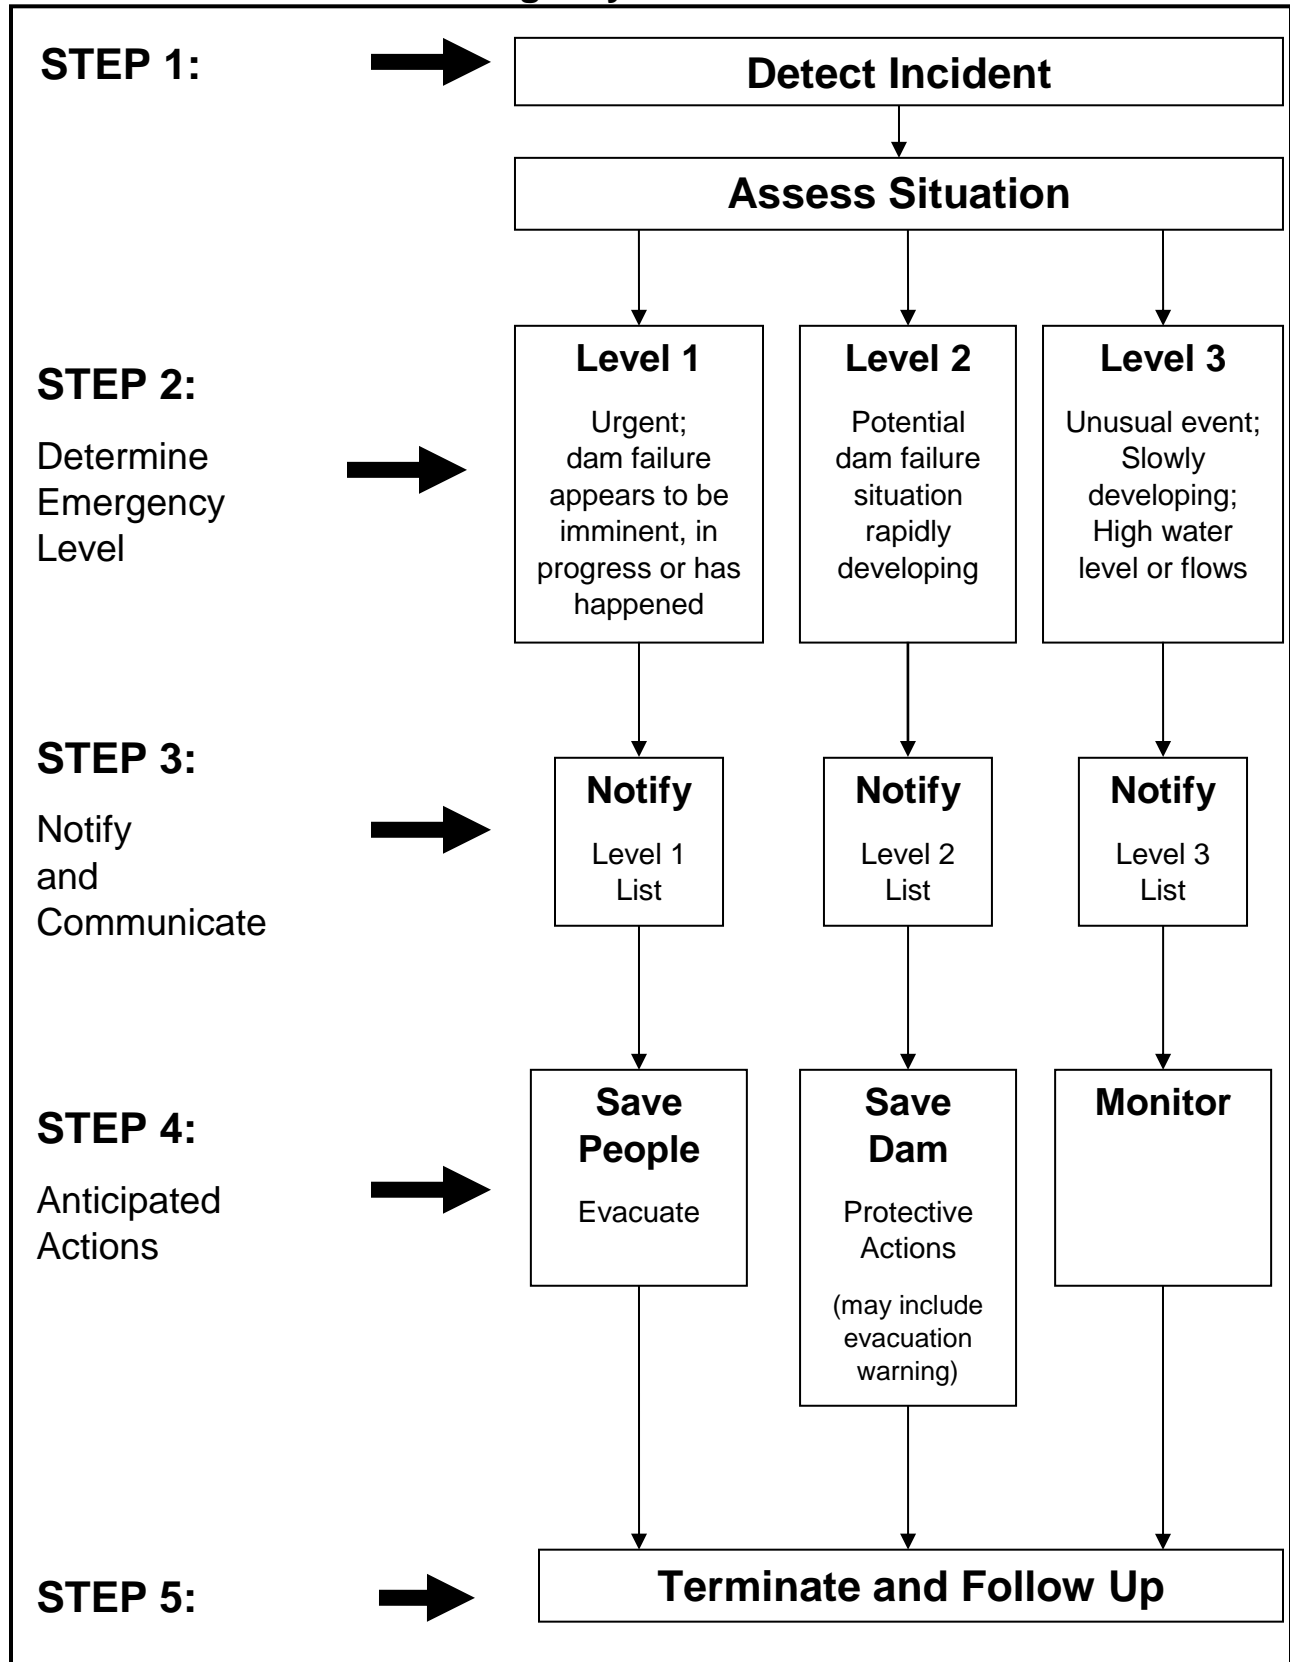 STEP 1:
Detect Incident
Assess Situation
STEP 2:
Determine
Emergency
Level
Level 1
Urgent;
dam failure
appears to be
imminent, in
progress or has
happened
Level 2
Potential
dam failure
situation
rapidly
developing
Level 3
Unusual event;
Slowly
developing;
High water
level or flows
STEP 3:
Notify
and
Communicate
Notify
Level 1
List
Notify
Level 2
List
Notify
Level 3
List
STEP 4:
Anticipated
Actions
Save
People
Evacuate
Save
Dam
Protective
Actions
(may include
evacuation
warning)
Monitor
STEP 5:
Terminate and Follow Up